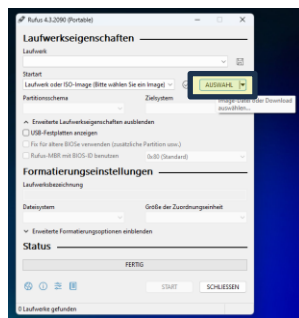 Rufus 4.3.2090 (Portable)
Laufwerkseigenschaften
Laufwerk
Start
Laufwerk oder ISO-Image (Bitte wählen Sie ein Image)
AUSWAHL
Image-Datei oder Download auswählen...
Partitionsschema
Zielsystem
Erweiterte Laufwerkseigenschaften ausblenden
USB-Festplatten anzeigen
Fix für ältere BIOSe verwenden (zusätzliche Partition usw.)
Rufus-MBR mit BIOS-ID benutzen
0x80 (Standard)
Formatierungseinstellungen
Laufwerksbezeichnung
Dateisystem
Größe der Zuordnungseinheit
Erweiterte Formatierungsoptionen einblenden
Status
FERTIG
START
SCHLIESSEN
0 Laufwerke gefunden